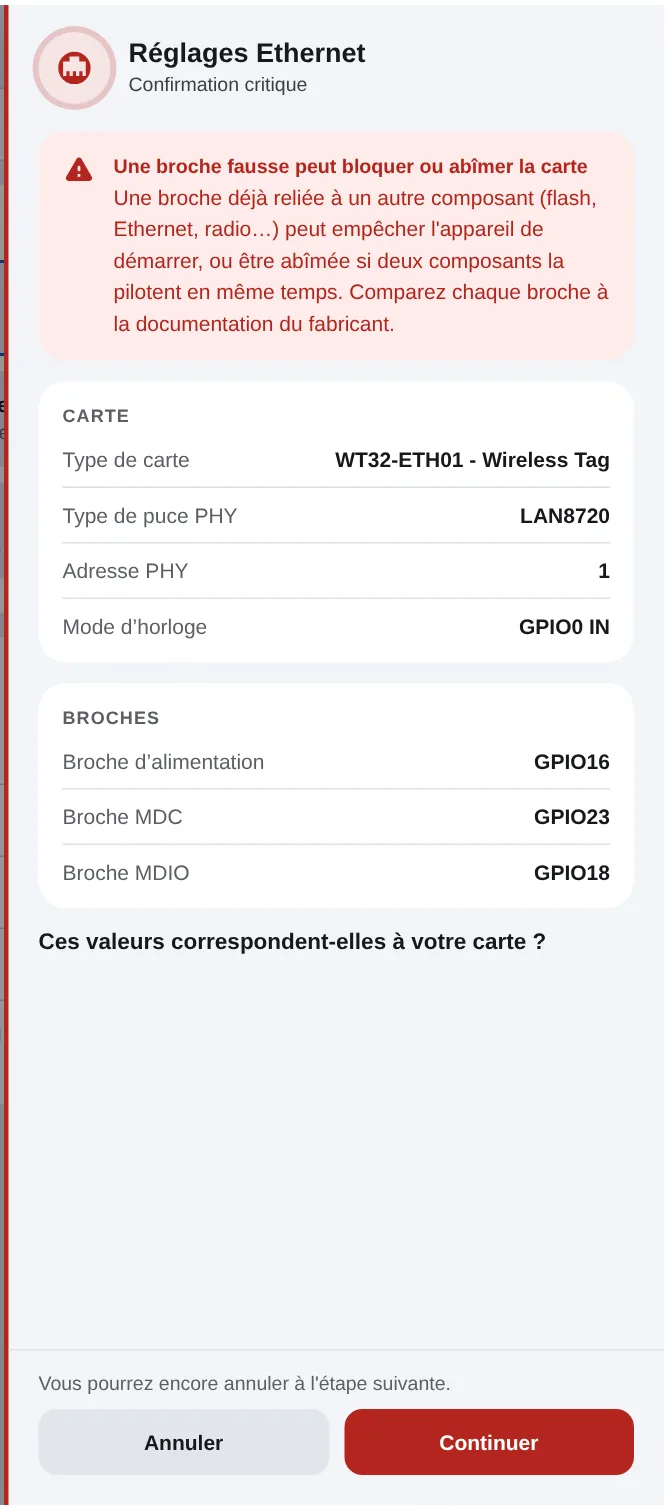 Réglages Ethernet
Confirmation critique
Une broche fausse peut bloquer ou abîmer la carte
Une broche déjà reliée à un autre composant (flash,
Ethernet, radio…) peut empêcher l'appareil de
démarrer, ou être abîmée si deux composants la
pilotent en même temps. Comparez chaque broche à
la documentation du fabricant.
CARTE
Type de carte WT32-ETH01 - Wireless Tag
Type de puce PHY LAN8720
Adresse PHY 1
Mode d’horloge GPIO0 IN
BROCHES
Broche d’alimentation GPIO16
Broche MDC GPIO23
Broche MDIO GPIO18
Ces valeurs correspondent-elles à votre carte ?
Vous pourrez encore annuler à l'étape suivante.
Annuler Continuer